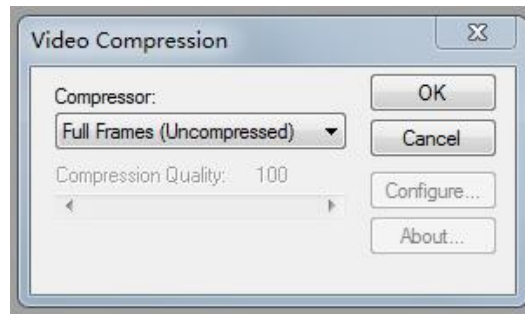 Video Compression
Compressor:
OK
Full Frames (Uncompressed)
Cancel
Compression Quality: 100
Configure...
About...